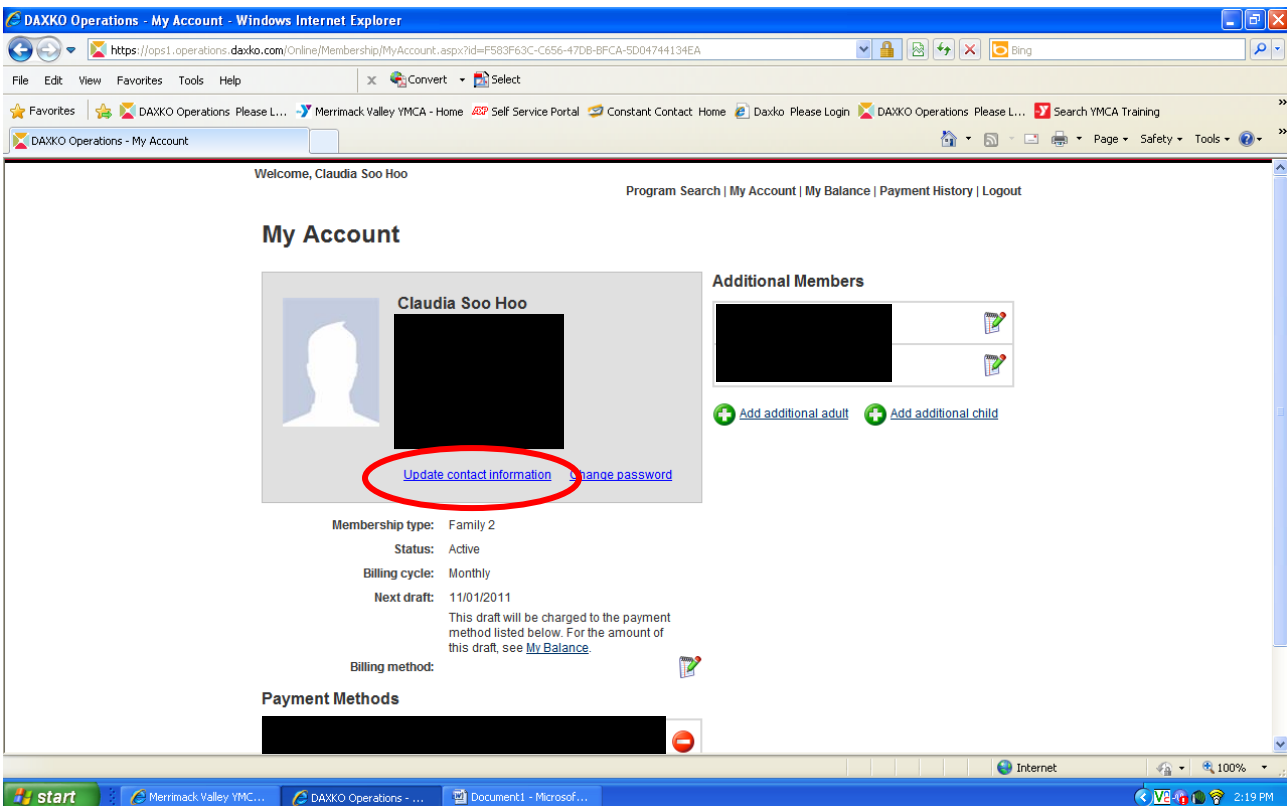 DAXKO Operations - My Account - Windows Internet Explorer
https://ops1.operations.daxko.com/Online/Membership/MyAccount.aspx?id=F583F63C-C656-47DB-BFCA-5D04744134EA
Bing
File Edit View Favorites Tools Help
x Convert Select
Favorites DAXKO Operations Please L... Merrimack Valley YMCA - Home Self Service Portal Constant Contact Home Daxko Please Login DAXKO Operations Please L... Search YMCA Training »
DAXKO Operations - My Account
Page Safety Tools »
Welcome, Claudia Soo Hoo
Program Search | My Account | My Balance | Payment History | Logout
My Account
Claudia Soo Hoo
Update contact information Change password
Additional Members
Add additional adult Add additional child
Membership type: Family 2
Status: Active
Billing cycle: Monthly
Next draft: 11/01/2011
This draft will be charged to the payment
method listed below. For the amount of
this draft, see My Balance.
Billing method:
Payment Methods
Internet 100%
start Merrimack Valley YMC... DAXKO Operations - ... Document1 - Microsof... 2:19 PM